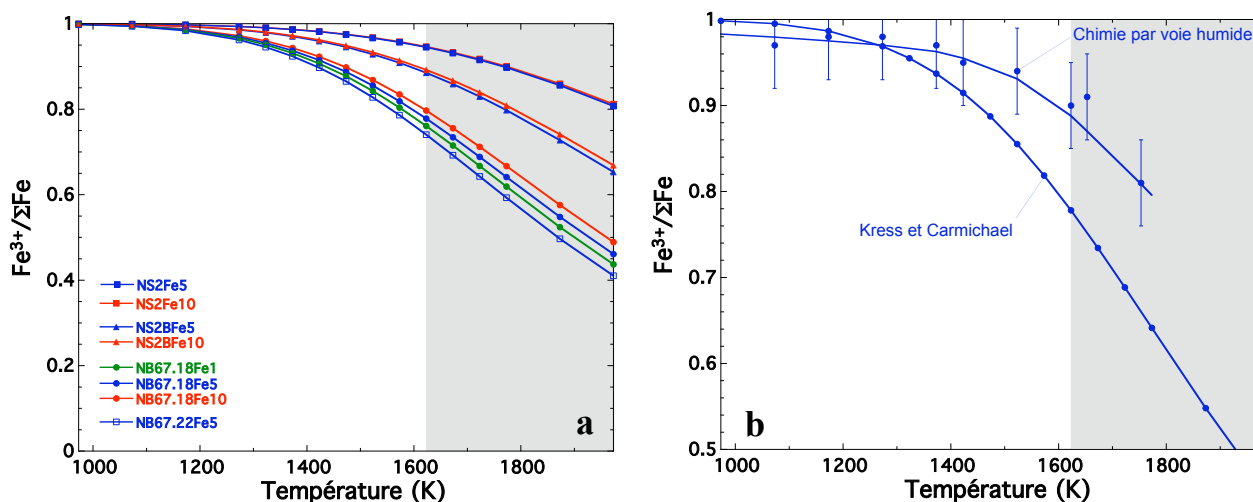 1
0.8
0.6
0.4
0.2
0
Fe³⁺/ΣFe
NS2Fe5
NS2Fe10
NS2BFe5
NS2BFe10
NB67.18Fe1
NB67.18Fe5
NB67.18Fe10
NB67.22Fe5
a
1000 1200 1400 1600 1800
Température (K)
1
0.9
0.8
0.7
0.6
0.5
Fe³⁺/ΣFe
Chimie par voie humide
Kress et Carmichael
b
1000 1200 1400 1600 1800
Température (K)